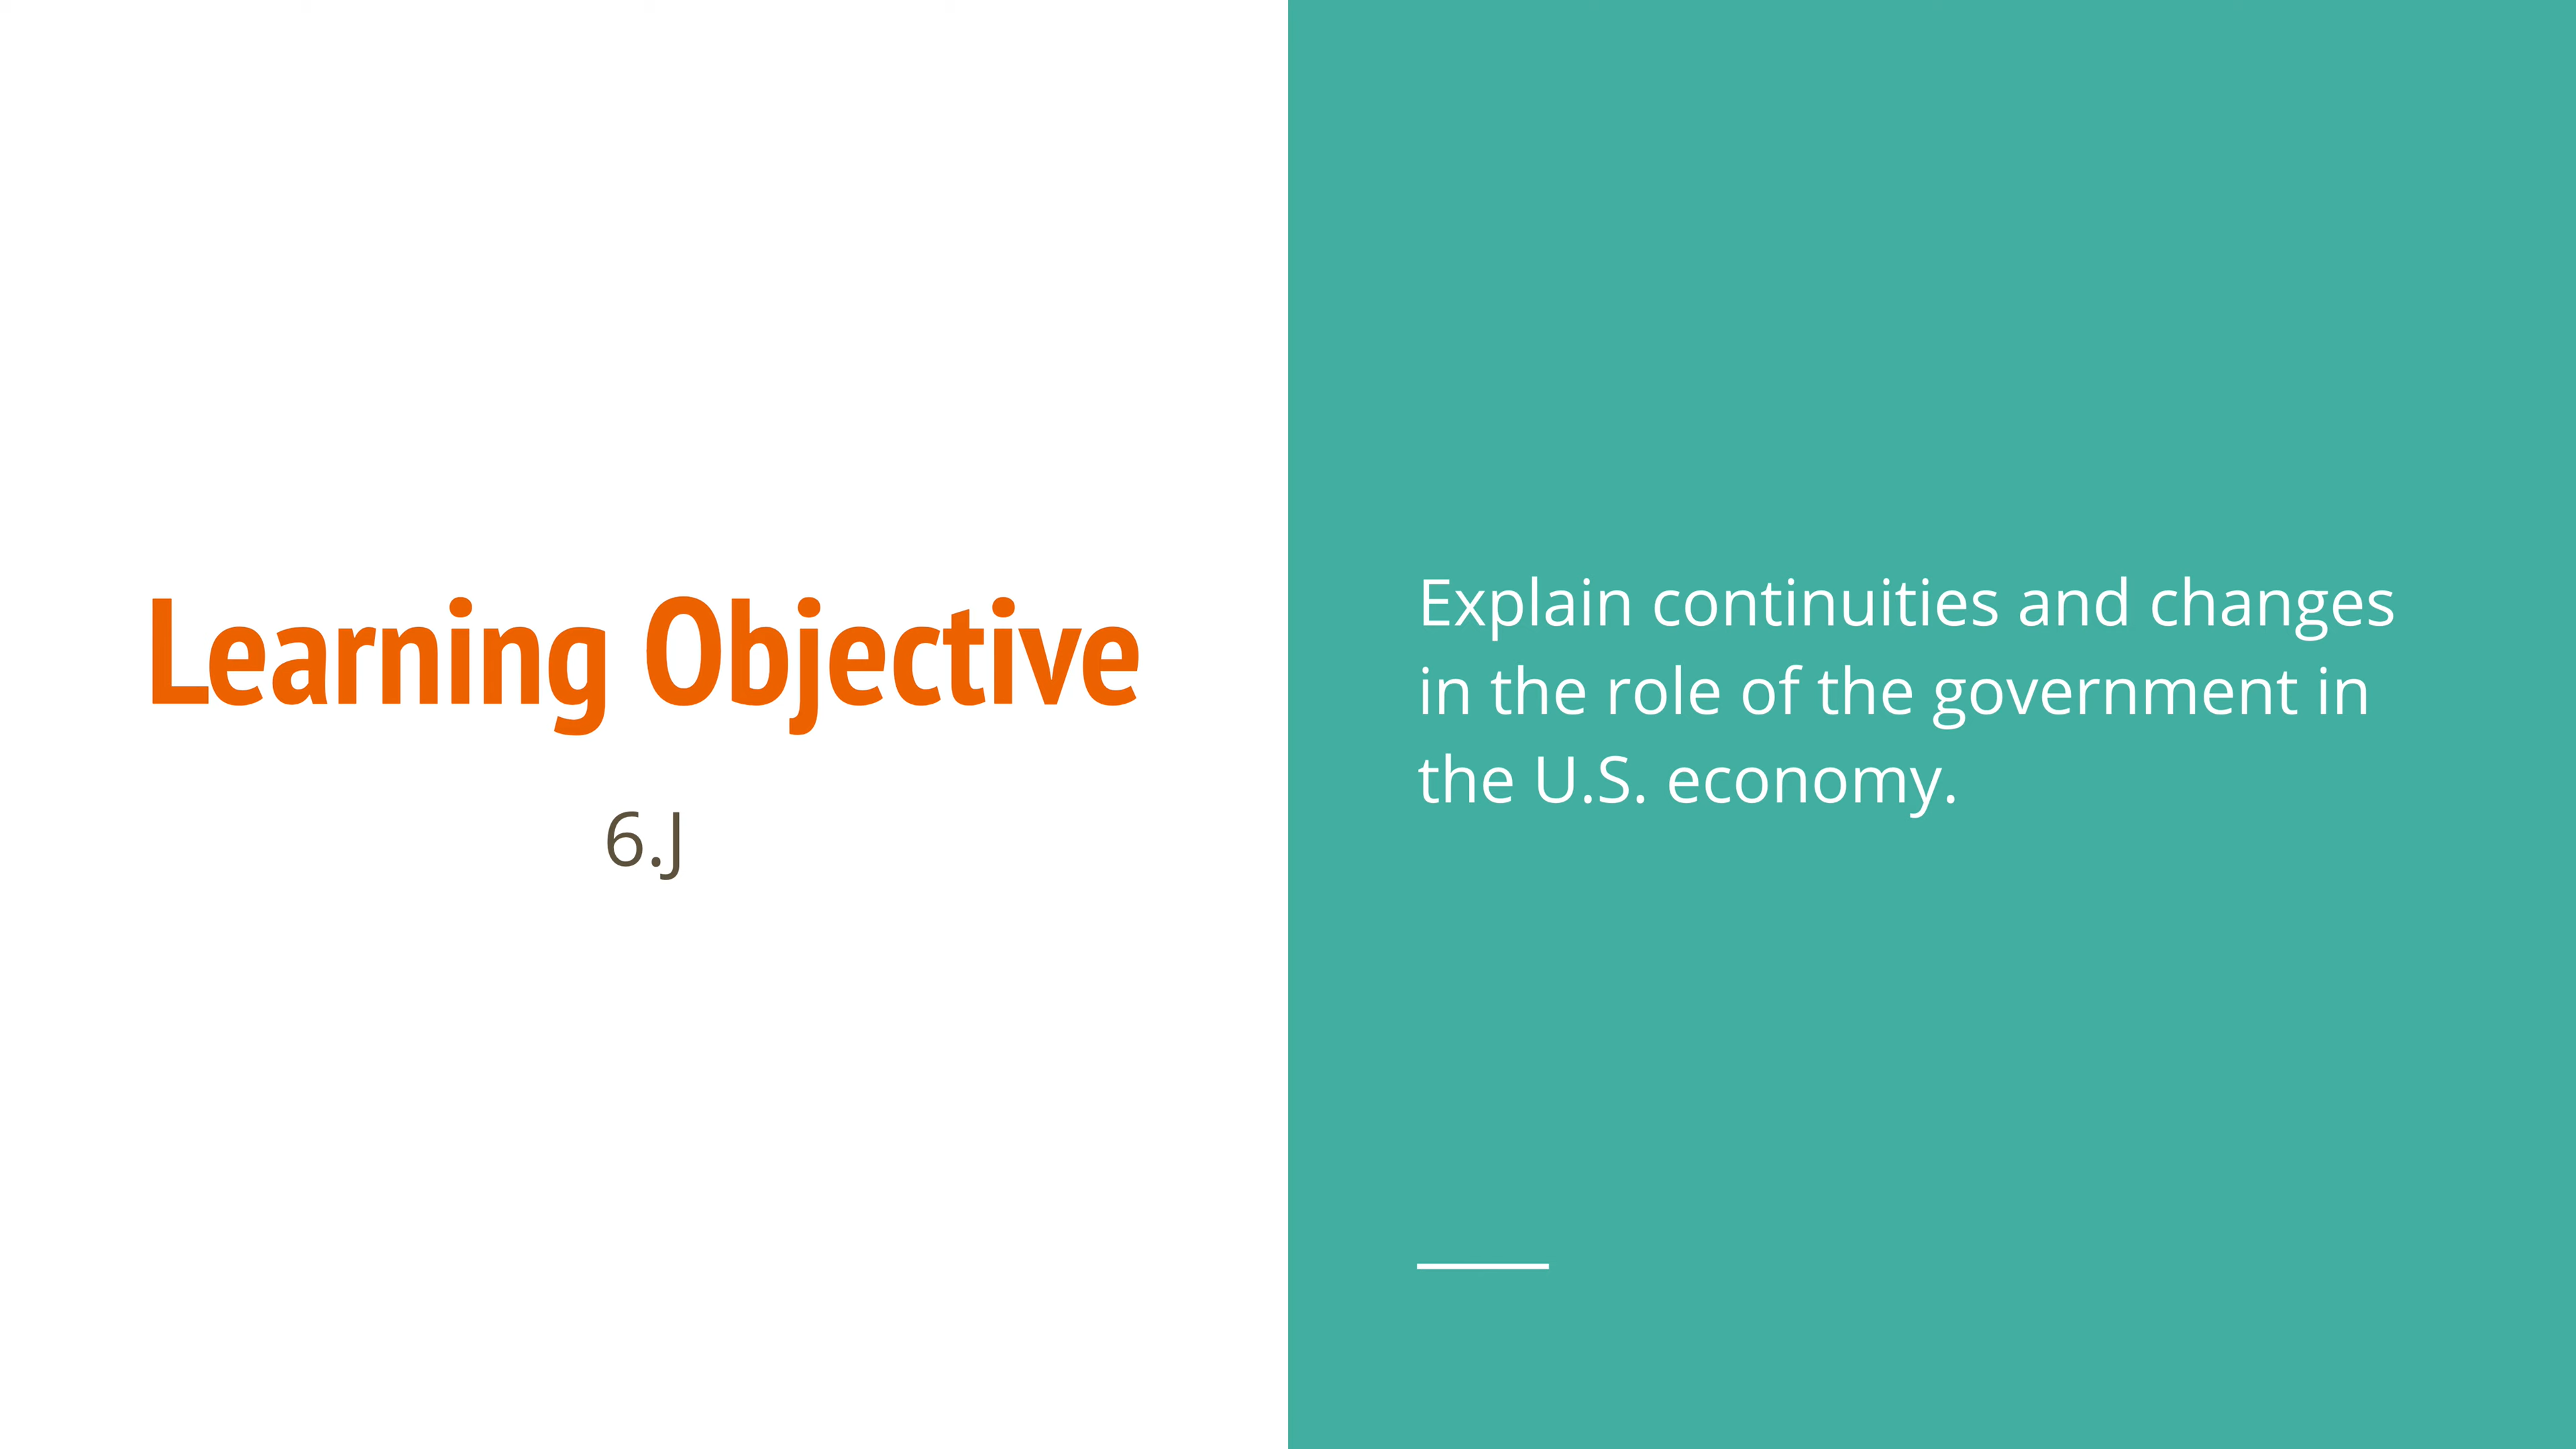 Learning Objective
6.J
Explain continuities and changes
in the role of the government in
the U.S. economy.